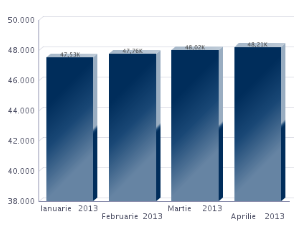 50.000
48.000
46.000
44.000
42.000
40.000
38.000
47,53K
47,76K
48,02K
48,21K
Ianuarie 2013
Februarie 2013
Martie 2013
Aprilie 2013